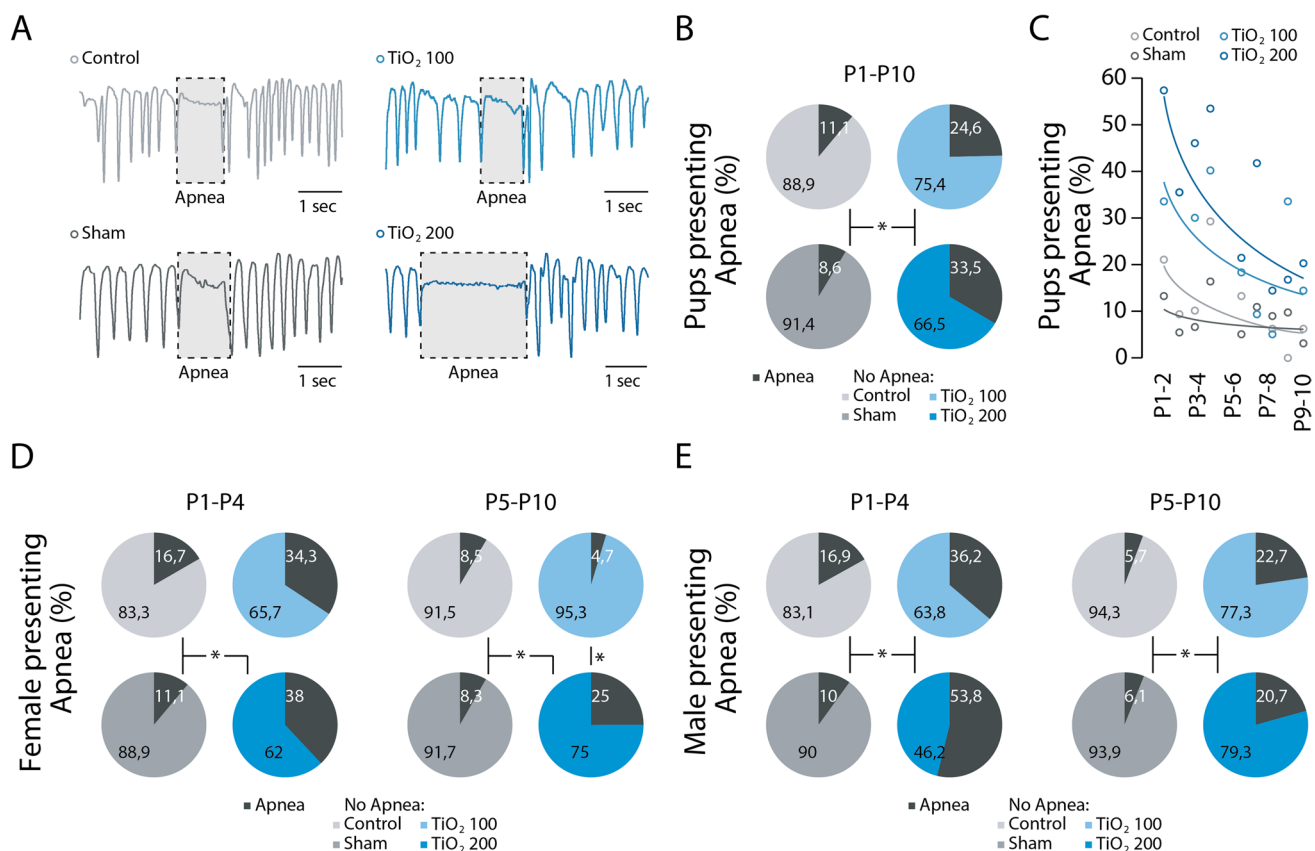 A
Control
TiO₂ 100
Apnea
1 sec
Apnea
1 sec
Sham
TiO₂ 200
Apnea
1 sec
Apnea
1 sec
B
Pups presenting
Apnea (%)
P1-P10
11,1
88,9
24,6
75,4
*
8,6
91,4
33,5
66,5
Apnea
No Apnea:
Control
TiO₂ 100
Sham
TiO₂ 200
C
Control
TiO₂ 100
Sham
TiO₂ 200
Pups presenting
Apnea (%)
60
50
40
30
20
10
0
P1-2
P3-4
P5-6
P7-8
P9-10
D
Female presenting
Apnea (%)
P1-P4
P5-P10
16,7
83,3
34,3
65,7
8,5
91,5
4,7
95,3
*
*
*
11,1
88,9
38
62
8,3
91,7
25
75
Apnea
No Apnea:
Control
TiO₂ 100
Sham
TiO₂ 200
E
Male presenting
Apnea (%)
P1-P4
P5-P10
16,9
83,1
36,2
63,8
5,7
94,3
22,7
77,3
*
*
10
90
53,8
46,2
6,1
93,9
20,7
79,3
Apnea
No Apnea:
Control
TiO₂ 100
Sham
TiO₂ 200